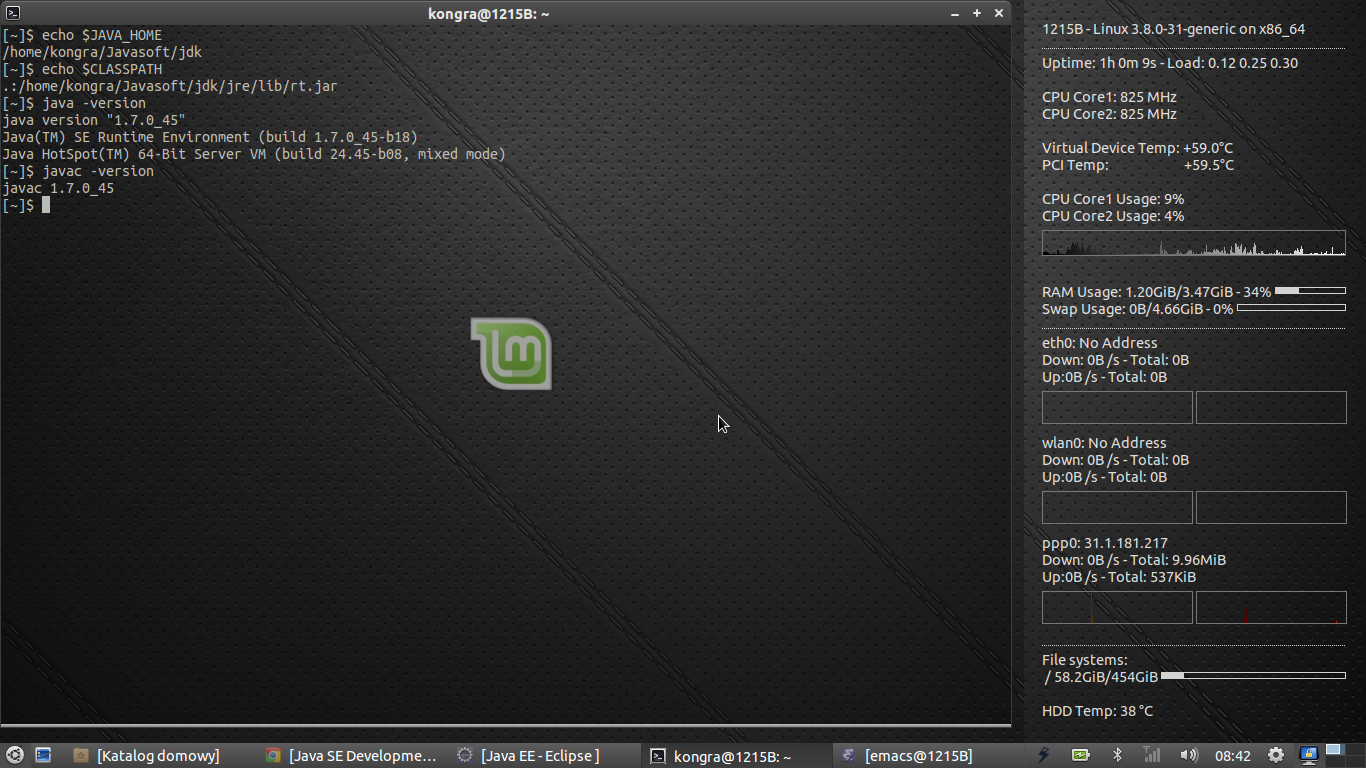 kongra@1215B: ~
[~]$ echo $JAVA_HOME
/home/kongra/Javasoft/jdk
[~]$ echo $CLASSPATH
.:/home/kongra/Javasoft/jdk/jre/lib/rt.jar
[~]$ java -version
java version "1.7.0_45"
Java(TM) SE Runtime Environment (build 1.7.0_45-b18)
Java HotSpot(TM) 64-Bit Server VM (build 24.45-b08, mixed mode)
[~]$ javac -version
javac 1.7.0_45
[~]$
1215B - Linux 3.8.0-31-generic on x86_64
Uptime: 1h 0m 9s - Load: 0.12 0.25 0.30
CPU Core1: 825 MHz
CPU Core2: 825 MHz
Virtual Device Temp: +59.0°C
PCI Temp: +59.5°C
CPU Core1 Usage: 9%
CPU Core2 Usage: 4%
RAM Usage: 1.20GiB/3.47GiB - 34%
Swap Usage: 0B/4.66GiB - 0%
eth0: No Address
Down: 0B /s - Total: 0B
Up:0B /s - Total: 0B
wlan0: No Address
Down: 0B /s - Total: 0B
Up:0B /s - Total: 0B
ppp0: 31.1.181.217
Down: 0B /s - Total: 9.96MiB
Up:0B /s - Total: 537KiB
File systems:
/ 58.2GiB/454GiB
HDD Temp: 38 °C
[Katalog domowy] [Java SE Developme... [Java EE - Eclipse ] kongra@1215B: ~ [emacs@1215B] 08:42